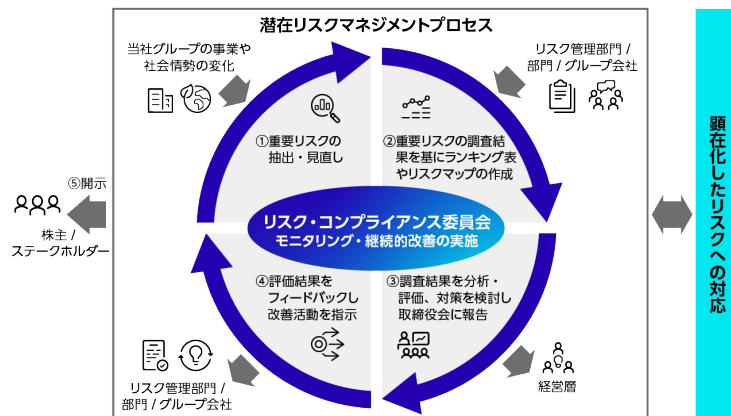 潜在リスクマネジメントプロセス
当社グループの事業や
社会情勢の変化
リスク管理部門 /
部門 / グループ会社
①重要リスクの
抽出・見直し
②重要リスクの調査結
果を基にランキング表
やリスクマップの作成
リスク・コンプライアンス委員会
モニタリング・継続的改善の実施
④評価結果を
フィードバックし
改善活動を指示
③調査結果を分析・
評価、対策を検討し
取締役会に報告
リスク管理部門 /
部門 / グループ会社
経営層
⑤開示
株主 /
ステークホルダー
顕在化したリスクへの対応